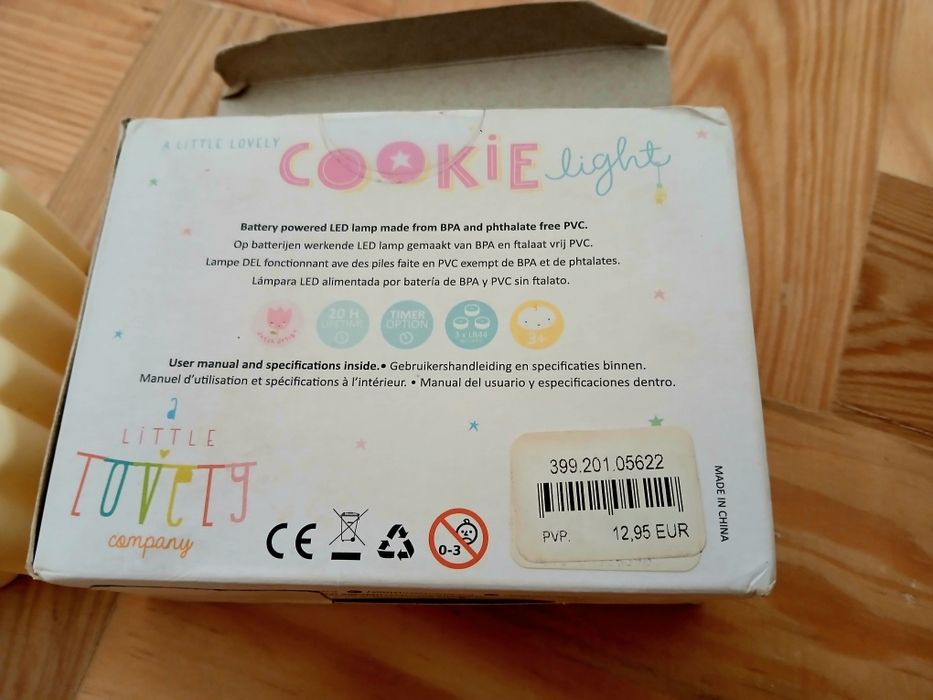 A LITTLE LOVELY COOKiE light
Battery powered LED lamp made from BPA and phthalate free PVC.
Op batterijen werkende LED lamp gemaakt van BPA en ftalaat vrij PVC.
Lampe DEL fonctionnant ave des piles faite en PVC exempt de BPA et de phtalates.
Lámpara LED alimentada por batería de BPA y PVC sin ftalato.
20 H LIFETIME
TIMER OPTION
3 x LR44
3+
User manual and specifications inside.• Gebruikershandleiding en specificaties binnen.
Manuel d'utilisation et spécifications à l'intérieur. • Manual del usuario y especificaciones dentro.
a
LiTTLE
LOVELY
company
CE
0-3
399.201.05622
PVP. 12,95 EUR
MADE IN CHINA